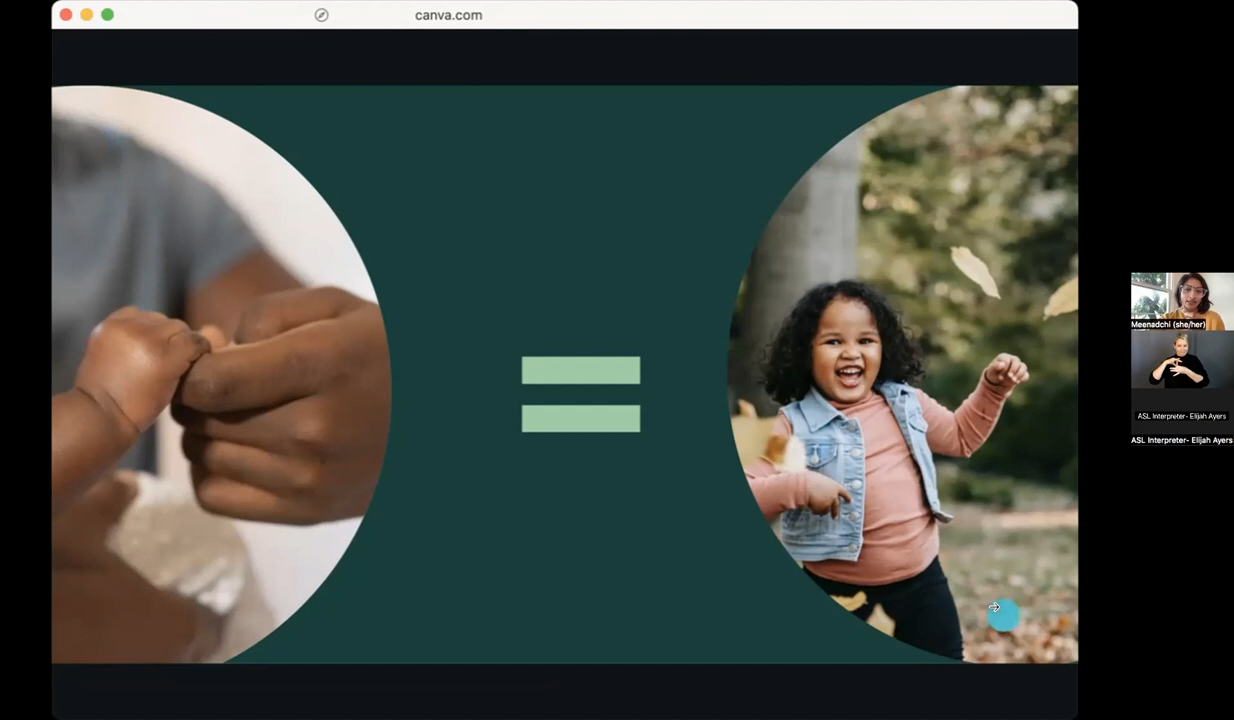 canva.com
Meenadchi (she/her)
ASL Interpreter- Elijah Ayers
ASL Interpreter- Elijah Ayers